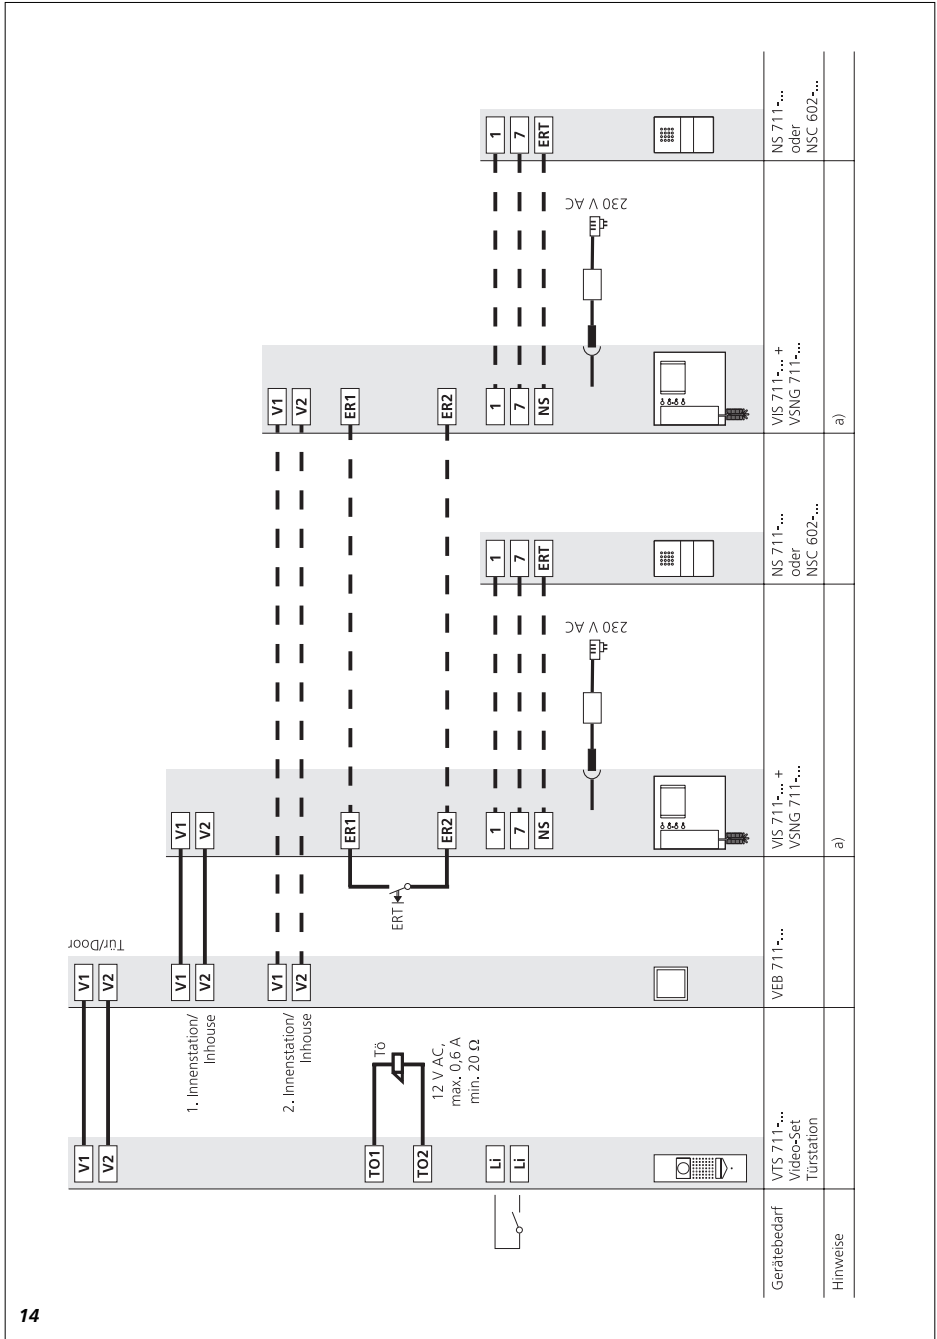 Tür/Door
V1
V2
V1
V2
V1
V2
V1
V2
1. Innenstation/
Inhouse
V1
V2
V1
V2
2. Innenstation/
Inhouse
TO1
TO2
Tö
12 V AC,
max. 0,6 A
min. 20 Ω
ERT
ER1
ER2
ER1
ER2
Li
Li
1
7
NS
1
7
ERT
1
7
NS
1
7
ERT
230 V AC
230 V AC
Gerätebedarf
VTS 711-...
Video-Set
Türstation
VEB 711-...
VIS 711-... +
VSNG 711-...
NS 711-...
oder
NSC 602-...
VIS 711-... +
VSNG 711-...
NS 711-...
oder
NSC 602-...
Hinweise
a)
a)
14